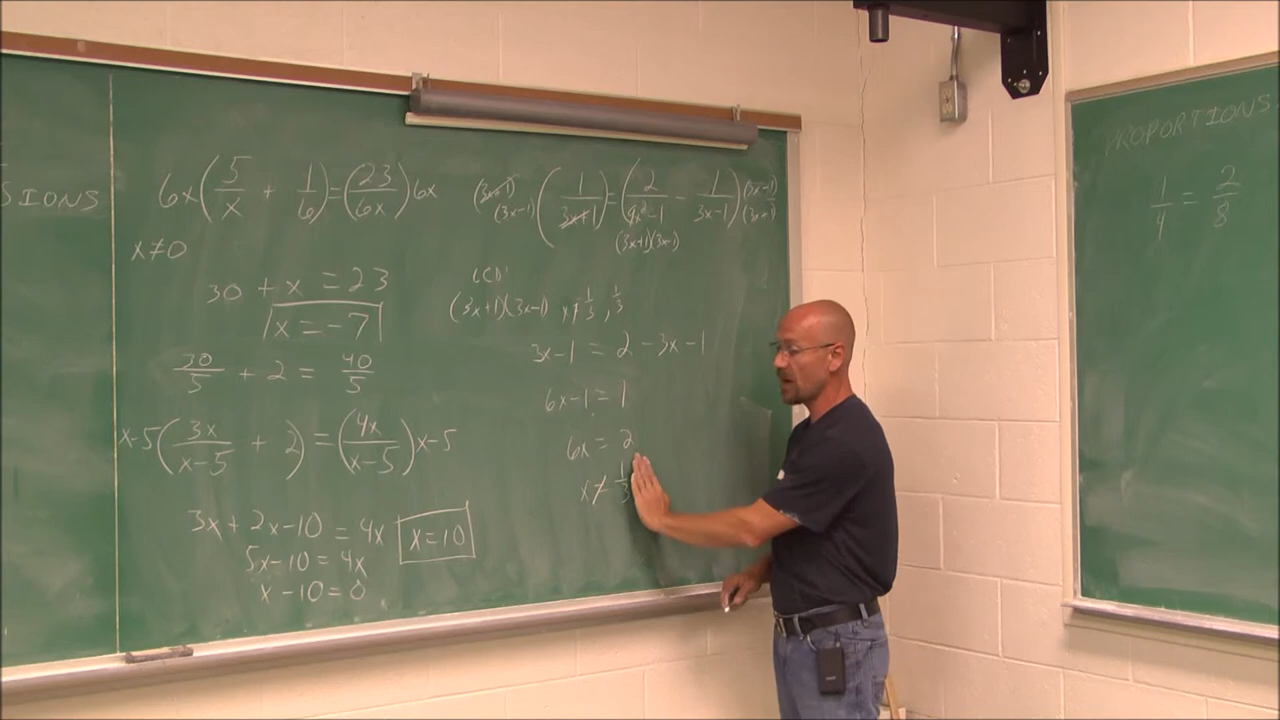 SIONS
6x(5/x + 1/6) = (23/6x)6x
x≠0
30 + x = 23
x = -7
30/5 + 2 = 40/5
x-5(3x/x-5 + 2) = (4x/x-5)x-5
3x + 2x - 10 = 4x
5x - 10 = 4x
x - 10 = 0
x = 10
(3x+1)(3x-1)(1/3x+1) = (2/9x²-1 - 1/3x-1)(3x-1)(3x+1)
(3x+1)(3x-1)
LCD:
(3x+1)(3x-1) x≠-1/3, 1/3
3x-1 = 2 - 3x - 1
6x-1 = 1
6x = 2
x≠ 1/3
PROPORTIONS
1/4 = 2/8